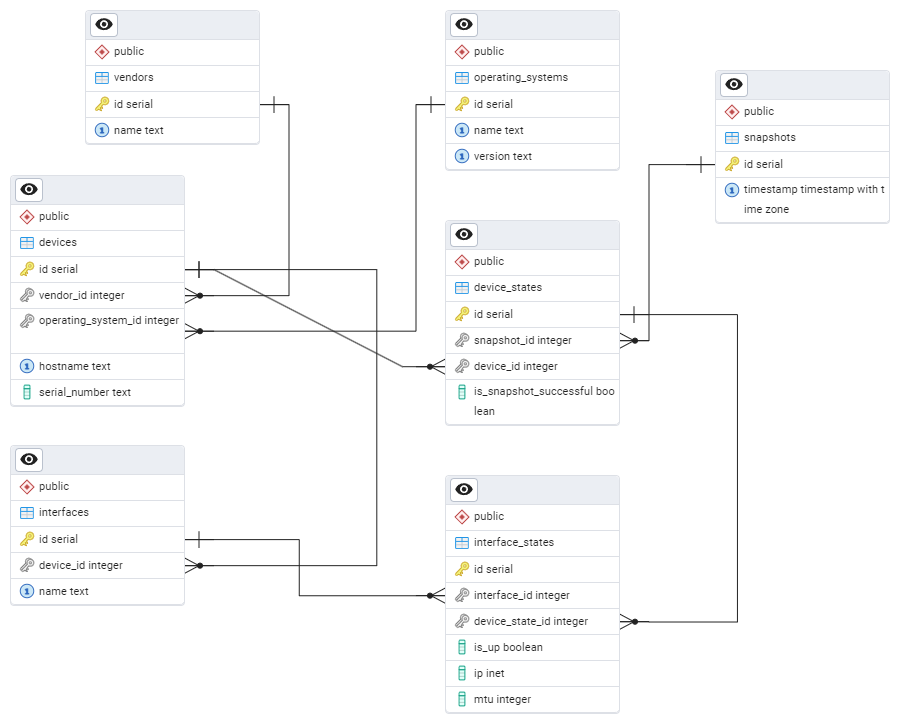 public
vendors
id serial
name text
public
operating_systems
id serial
name text
version text
public
snapshots
id serial
timestamp timestamp with t
ime zone
public
devices
id serial
vendor_id integer
operating_system_id integer
hostname text
serial_number text
public
device_states
id serial
snapshot_id integer
device_id integer
is_snapshot_successful boo
lean
public
interfaces
id serial
device_id integer
name text
public
interface_states
id serial
interface_id integer
device_state_id integer
is_up boolean
ip inet
mtu integer